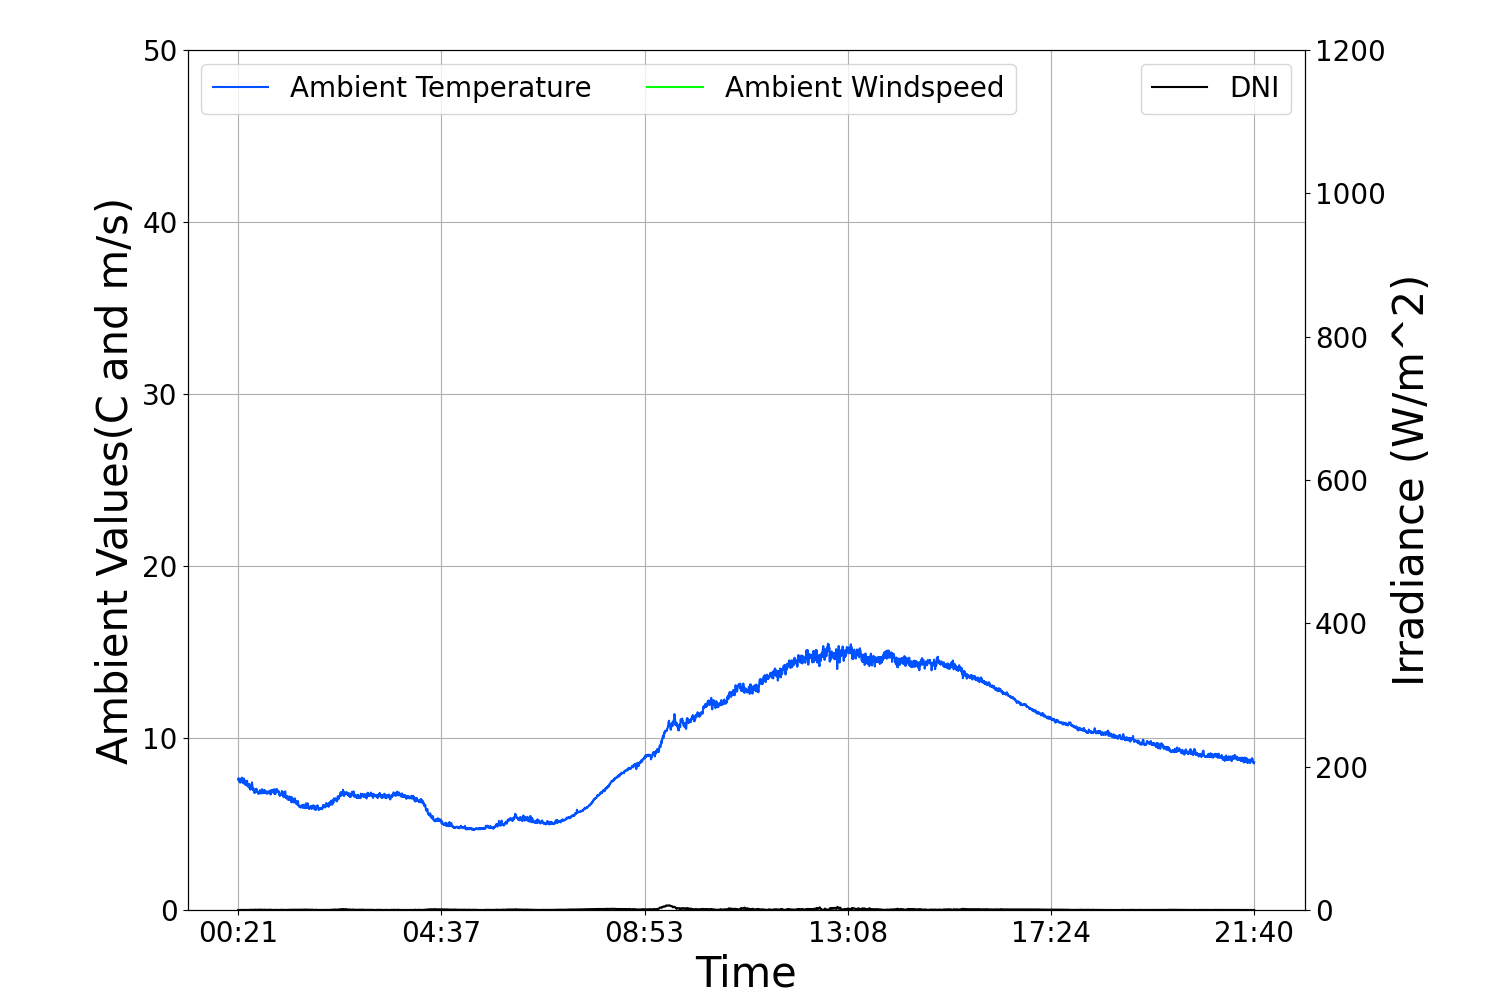 Ambient Temperature
Ambient Windspeed
DNI
50
40
30
20
10
0
Ambient Values(C and m/s)
1200
1000
800
600
400
200
0
Irradiance (W/m^2)
00:21 04:37 08:53 13:08 17:24 21:40
Time